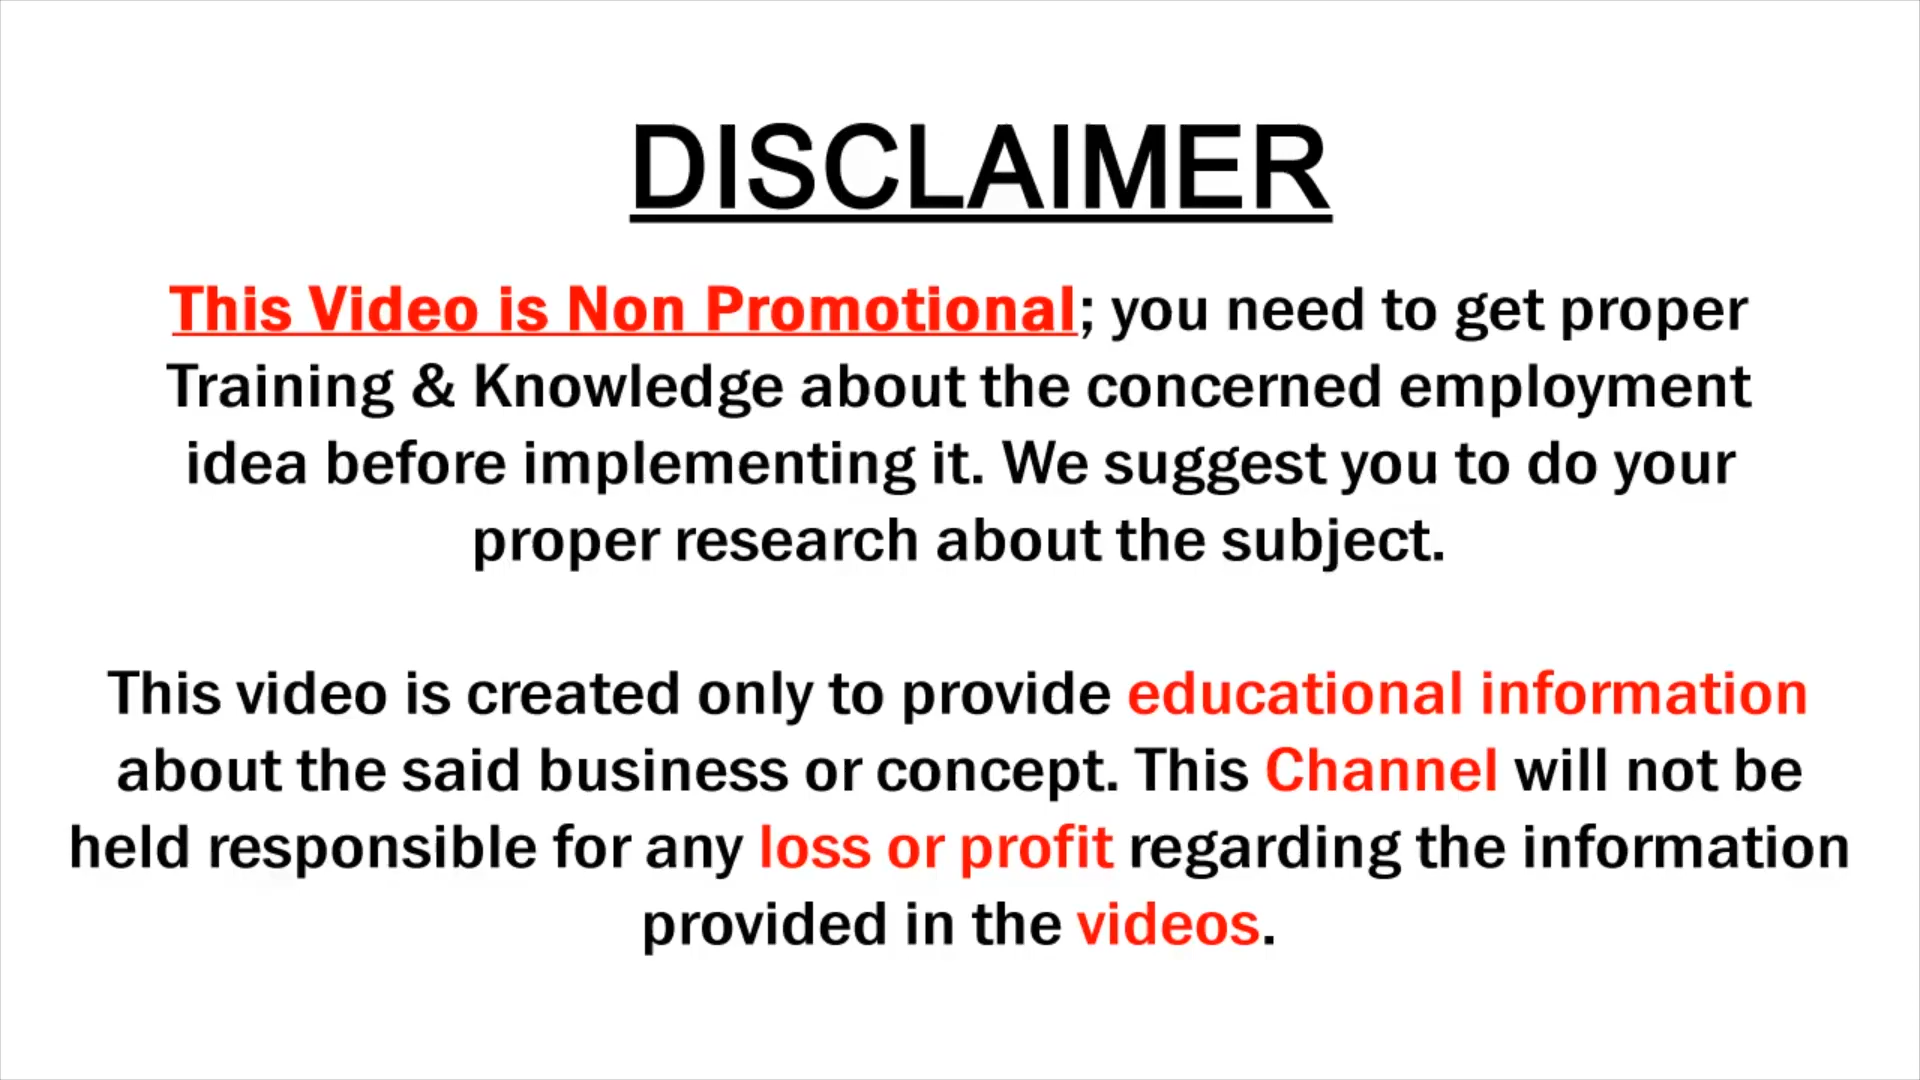 DISCLAIMER
This Video is Non Promotional; you need to get proper
Training & Knowledge about the concerned employment
idea before implementing it. We suggest you to do your
proper research about the subject.
This video is created only to provide educational information
about the said business or concept. This Channel will not be
held responsible for any loss or profit regarding the information
provided in the videos.